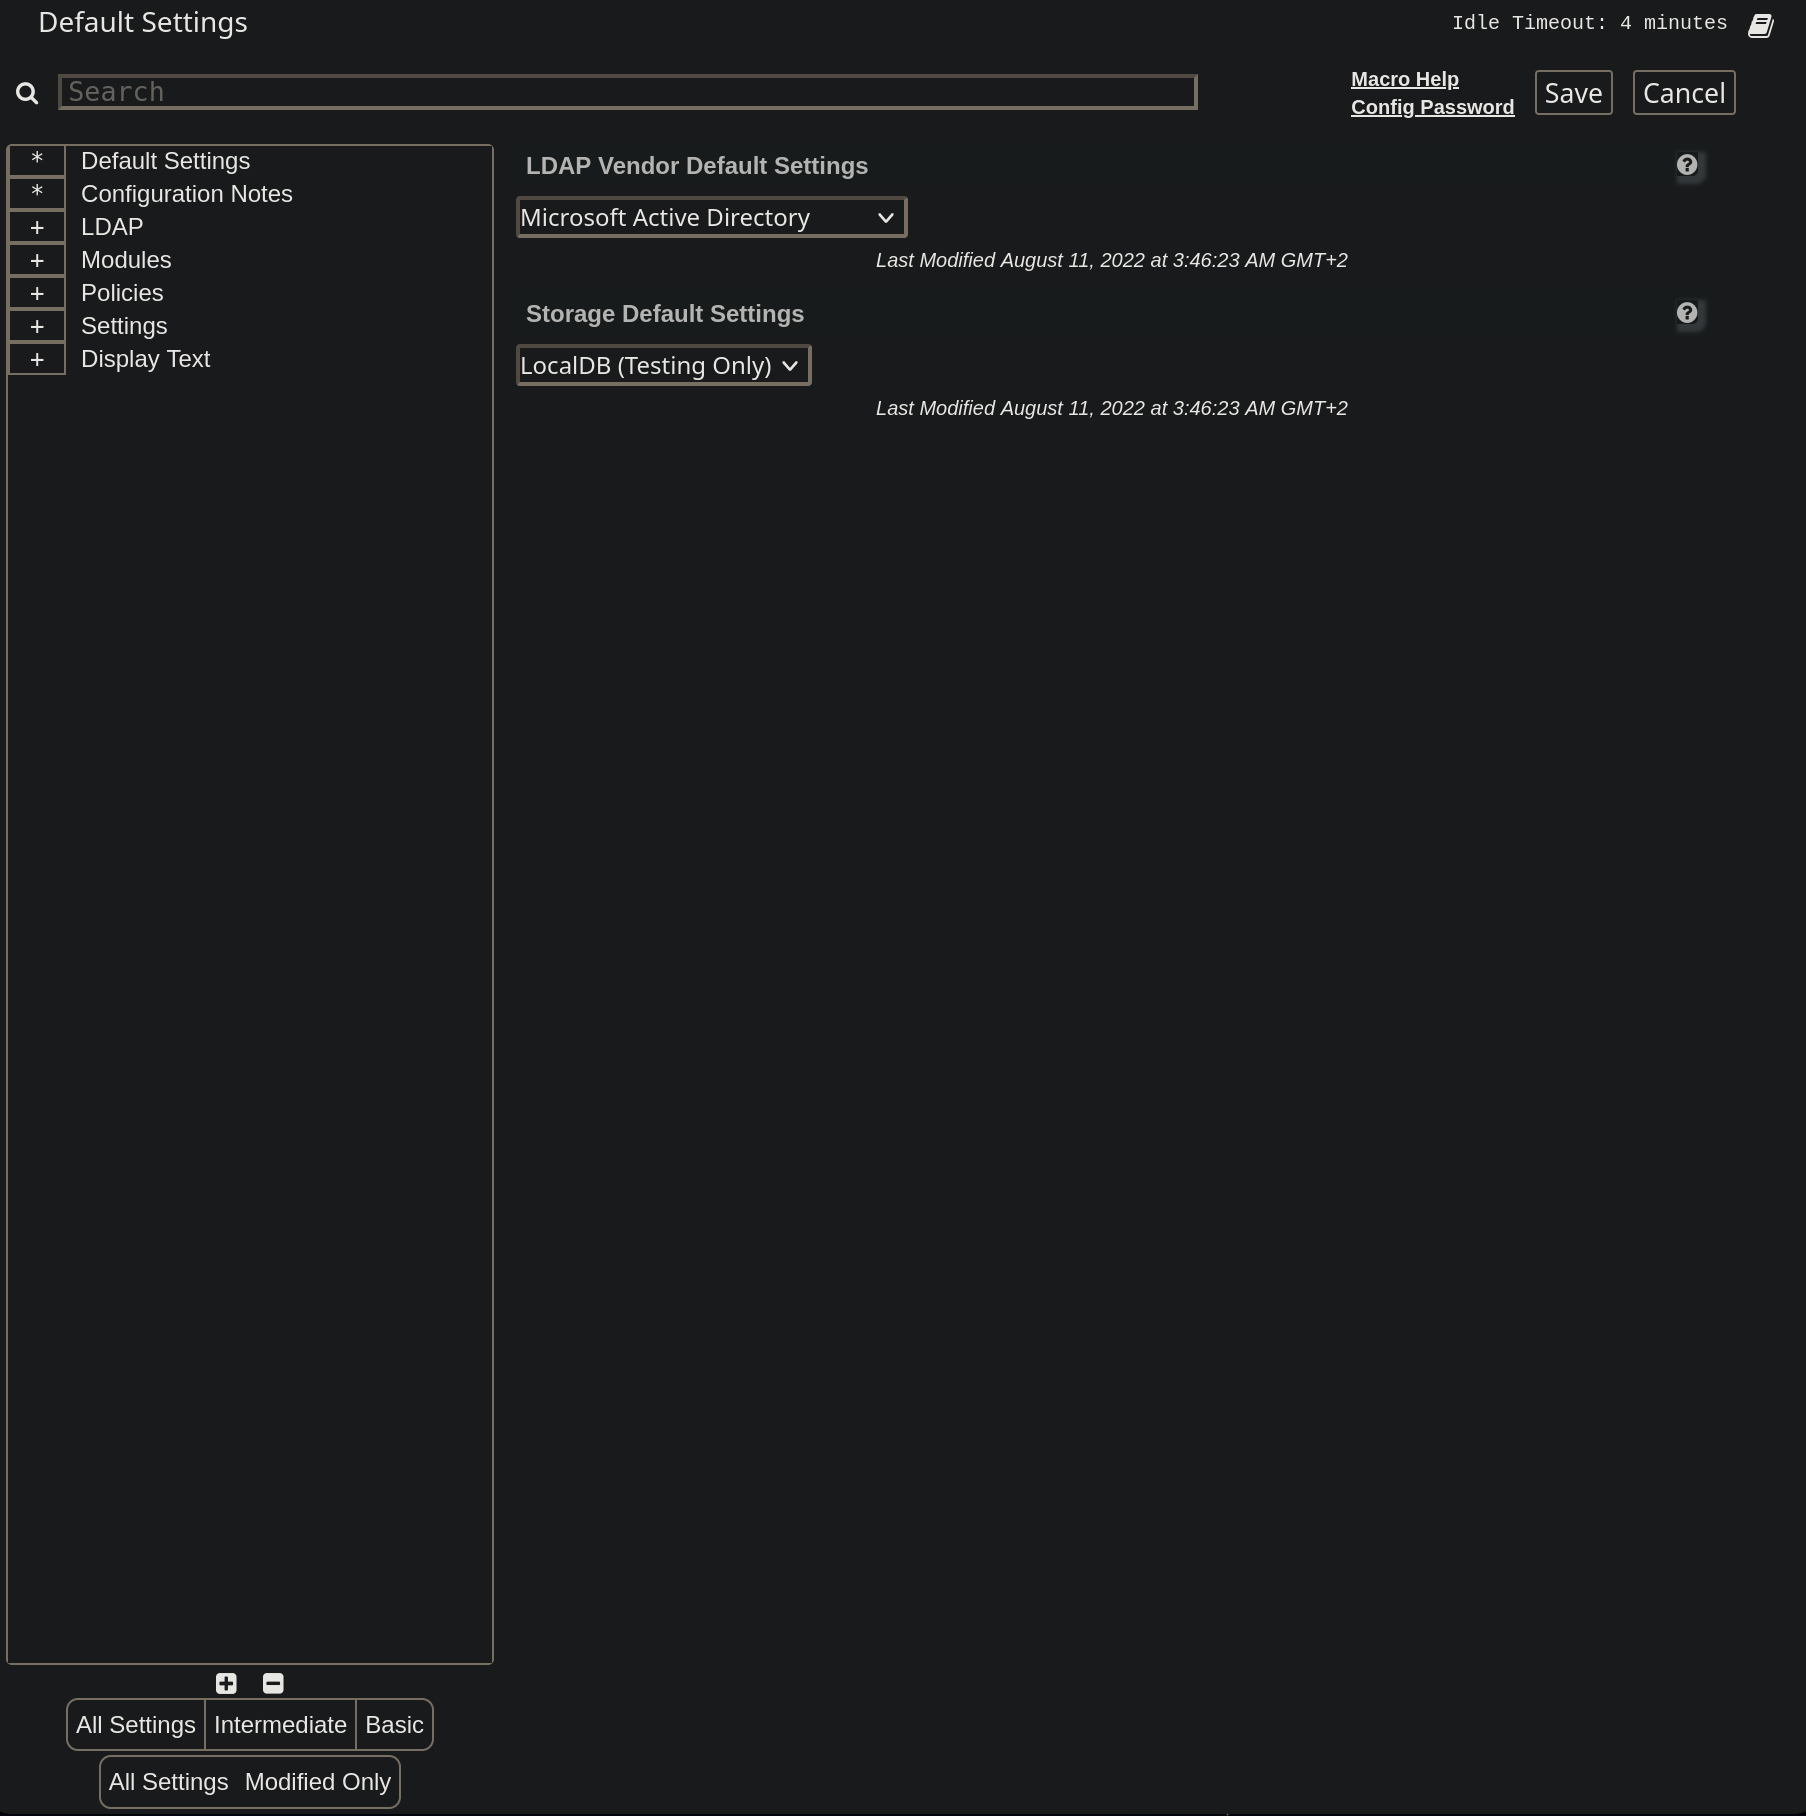 Default Settings
Idle Timeout: 4 minutes
Search
Macro Help
Config Password
Save
Cancel
* Default Settings
* Configuration Notes
+ LDAP
+ Modules
+ Policies
+ Settings
+ Display Text
LDAP Vendor Default Settings
Microsoft Active Directory
Last Modified August 11, 2022 at 3:46:23 AM GMT+2
Storage Default Settings
LocalDB (Testing Only)
Last Modified August 11, 2022 at 3:46:23 AM GMT+2
All Settings Intermediate Basic
All Settings Modified Only